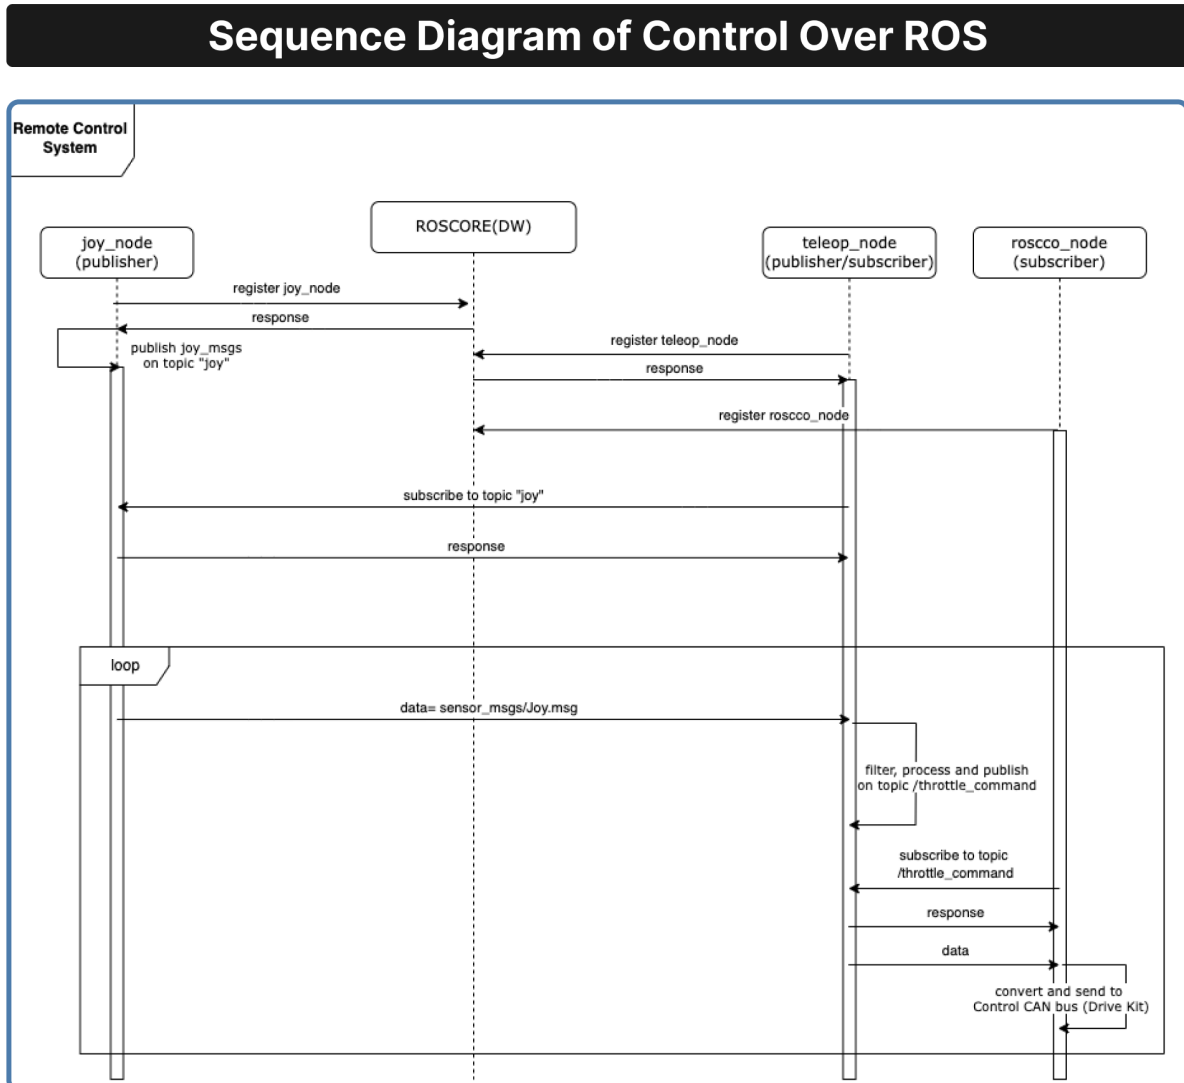 Sequence Diagram of Control Over ROS
Remote Control
System
ROSCORE(DW)
joy_node
(publisher)
teleop_node
(publisher/subscriber)
roscco_node
(subscriber)
register joy_node
response
publish joy_msgs
on topic "joy"
register teleop_node
response
register roscco_node
subscribe to topic "joy"
response
loop
data= sensor_msgs/Joy.msg
filter, process and publish
on topic /throttle_command
subscribe to topic
/throttle_command
response
data
convert and send to
Control CAN bus (Drive Kit)